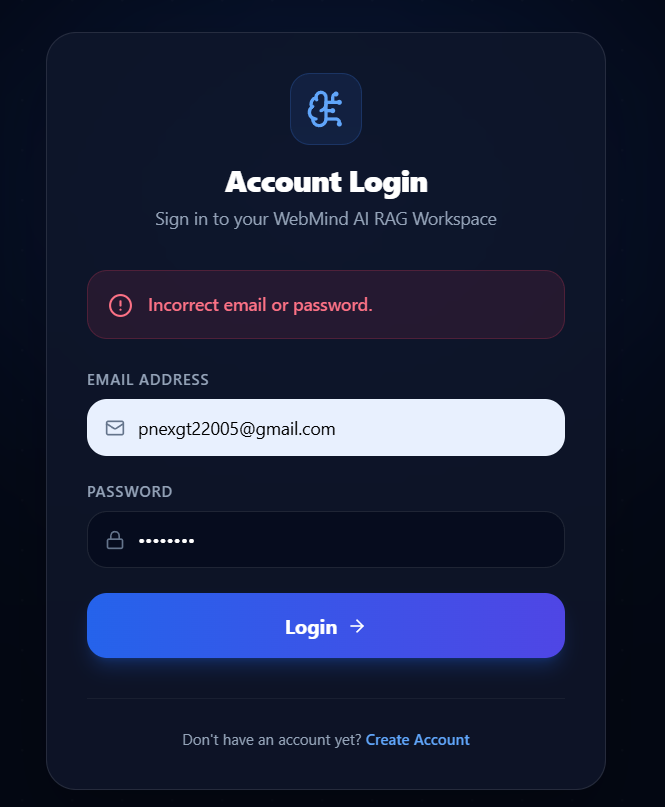 Account Login
Sign in to your WebMind AI RAG Workspace
Incorrect email or password.
EMAIL ADDRESS
pnexgt22005@gmail.com
PASSWORD
••••••••
Login →
Don't have an account yet? Create Account